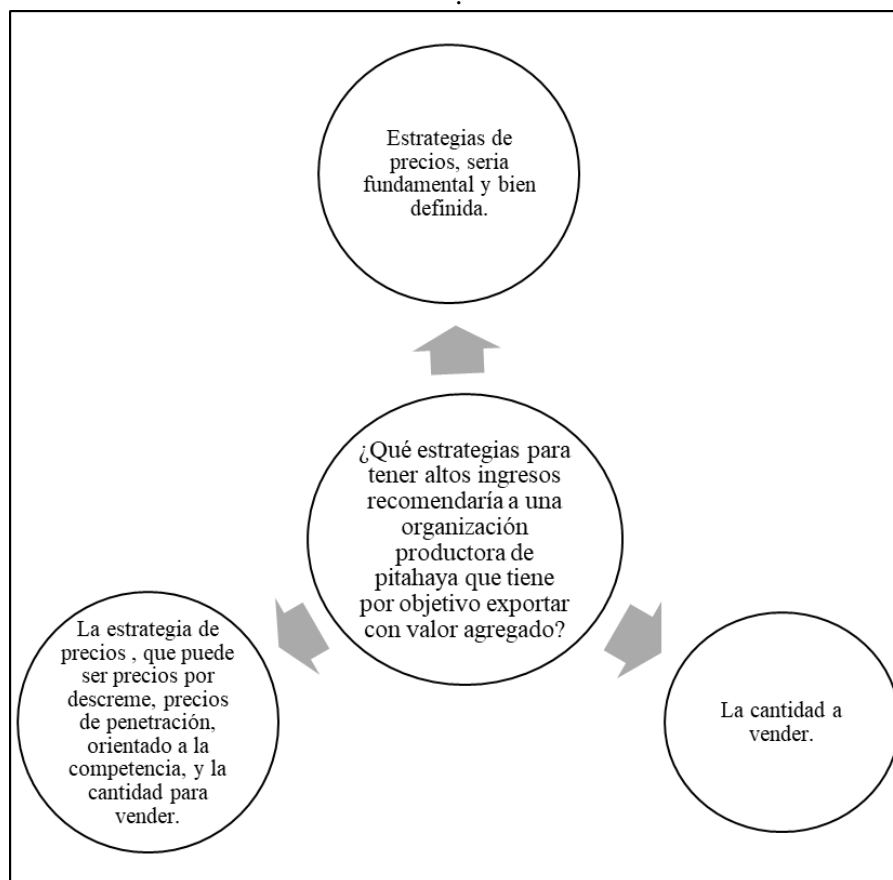 Estrategias de
precios, seria
fundamental y bien
definida.
¿Qué estrategias para
tener altos ingresos
recomendaría a una
organización
productora de
pitahaya que tiene
por objetivo exportar
con valor agregado?
La estrategia de
precios , que puede
ser precios por
descreme, precios
de penetración,
orientado a la
competencia, y la
cantidad para
vender.
La cantidad a
vender.